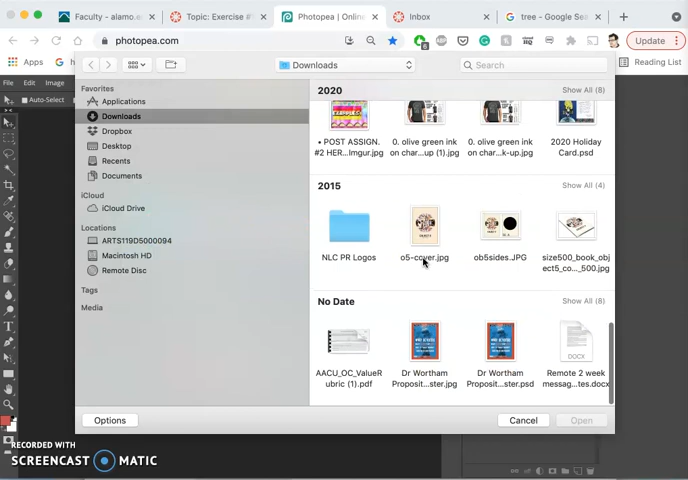 Faculty - alamo.e
Topic: Exercise #
Photopea | Online
Inbox
tree - Google Se
photopea.com
6
Update
Apps
Reading List
File Edit Image
Auto-Select
Downloads
Search
Favorites
Applications
Downloads
Dropbox
Desktop
Recents
Documents
iCloud
iCloud Drive
Locations
ARTS119D5000094
Macintosh HD
Remote Disc
Tags
Media
2020
Show All (8)
• POST ASSIGN. #2 HER...Imgur.jpg
0. olive green ink on char...up (1).jpg
0. olive green ink on char...k-up.jpg
2020 Holiday Card.psd
2015
Show All (4)
NLC PR Logos
o5-cover.jpg
ob5sides.JPG
size500_book_obj ect5_co..._500.jpg
No Date
Show All (8)
DOCX
AACU_OC_ValueR ubric (1).pdf
Dr Wortham Proposit...ster.jpg
Dr Wortham Proposit...ster.psd
Remote 2 week messag...tes.docx
Options
Cancel
Open
RECORDED WITH
SCREENCAST MATIC